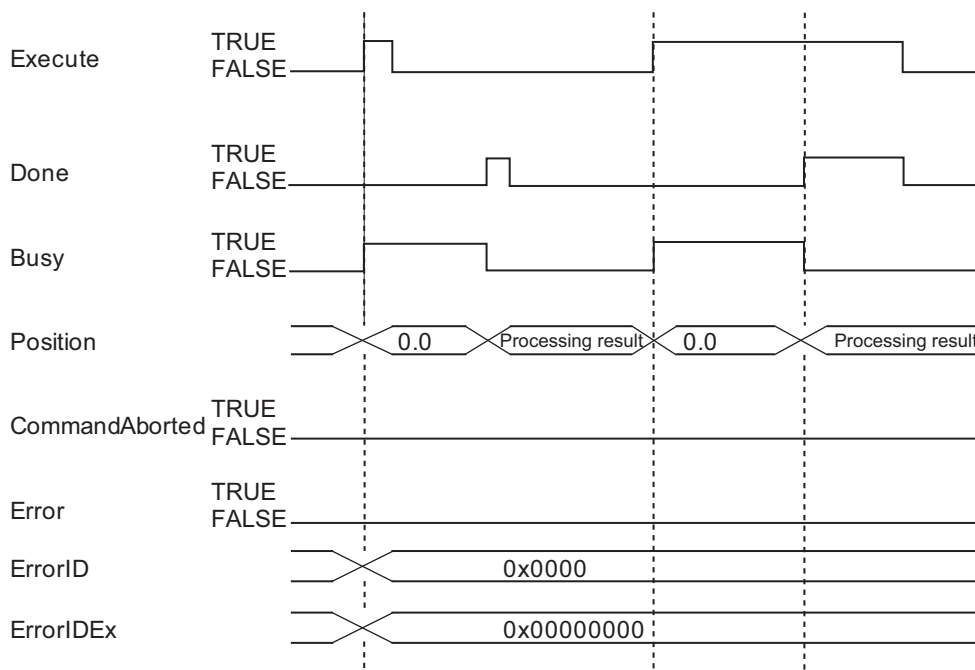 Execute
TRUE
FALSE
Done
TRUE
FALSE
Busy
TRUE
FALSE
Position
0.0
Processing result
0.0
Processing result
CommandAborted
TRUE
FALSE
Error
TRUE
FALSE
ErrorID
0x0000
ErrorIDEx
0x00000000